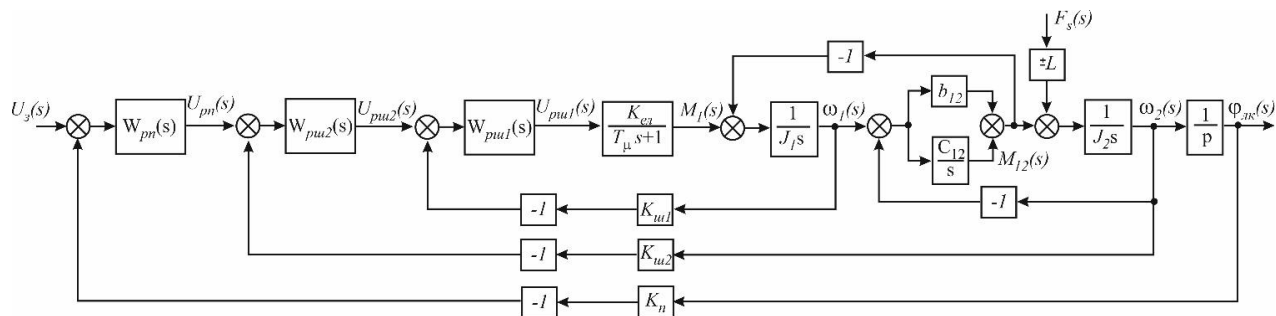 F_s(s)
-1
±L
U_з(s)
W_рп(s)
U_рп(s)
W_рш2(s)
U_рш2(s)
W_рш1(s)
U_рш1(s)
K_ел
T_μ s+1
M_1(s)
1
J_1s
ω_1(s)
b_12
C_12
s
M_12(s)
1
J_2s
ω_2(s)
1
p
φ_лк(s)
-1
-1
K_ш1
-1
K_ш2
-1
K_п